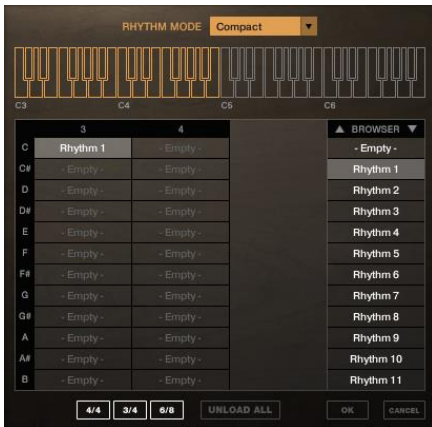 RHYTHM MODE Compact
C3 C4 C5 C6
3 4 BROWSER
C Rhythm 1 - Empty - - Empty -
C# - Empty - - Empty - Rhythm 1
D - Empty - - Empty - Rhythm 2
D# - Empty - - Empty - Rhythm 3
E - Empty - - Empty - Rhythm 4
F - Empty - - Empty - Rhythm 5
F# - Empty - - Empty - Rhythm 6
G - Empty - - Empty - Rhythm 7
G# - Empty - - Empty - Rhythm 8
A - Empty - - Empty - Rhythm 9
A# - Empty - - Empty - Rhythm 10
B - Empty - - Empty - Rhythm 11
4/4 3/4 6/8 UNLOAD ALL OK CANCEL